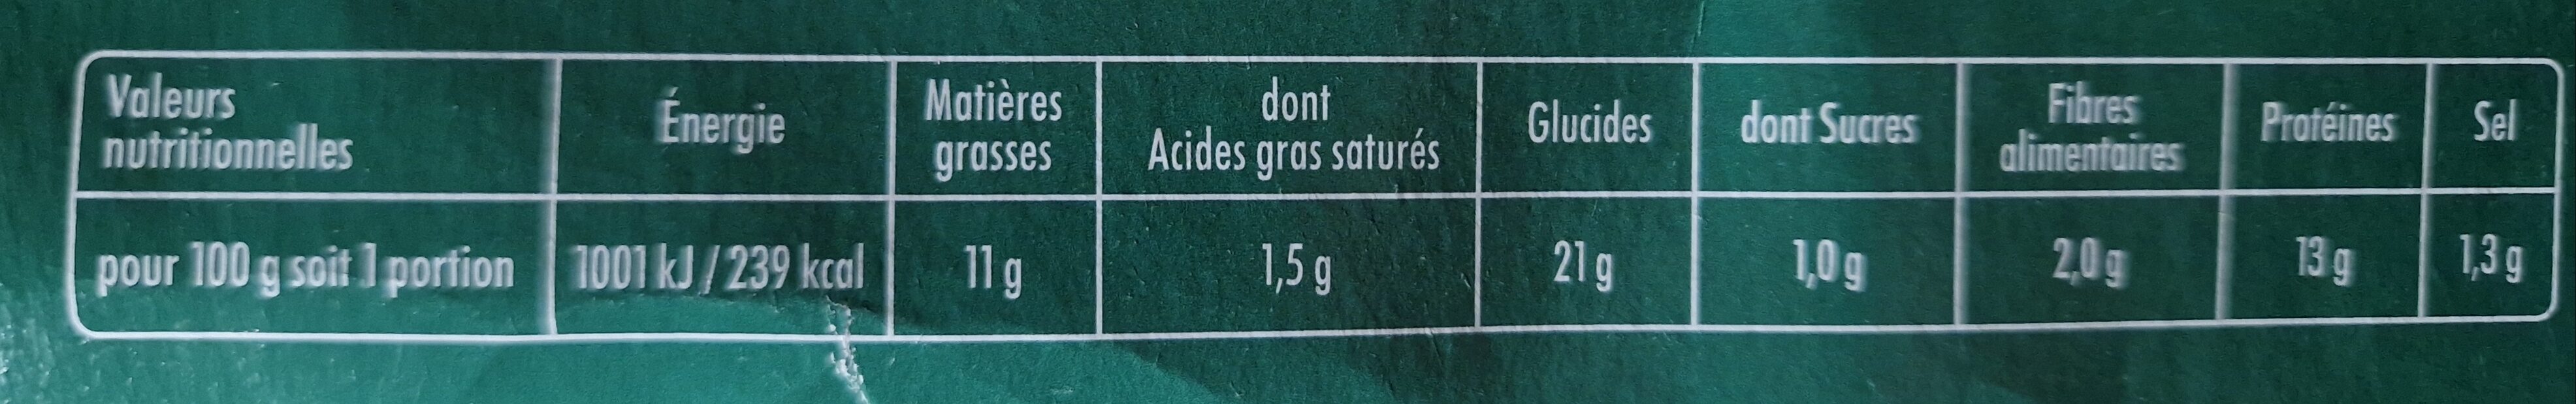 Valeurs
nutritionnelles
Énergie
Matières
grasses
dont
Acides gras saturés
Glucides
dont Sucres
Fibres
alimentaires
Protéines
Sel
pour 100 g soit 1 portion
1001 kJ / 239 kcal
11 g
1,5 g
21 g
1,0 g
2,0 g
13 g
1,3 g